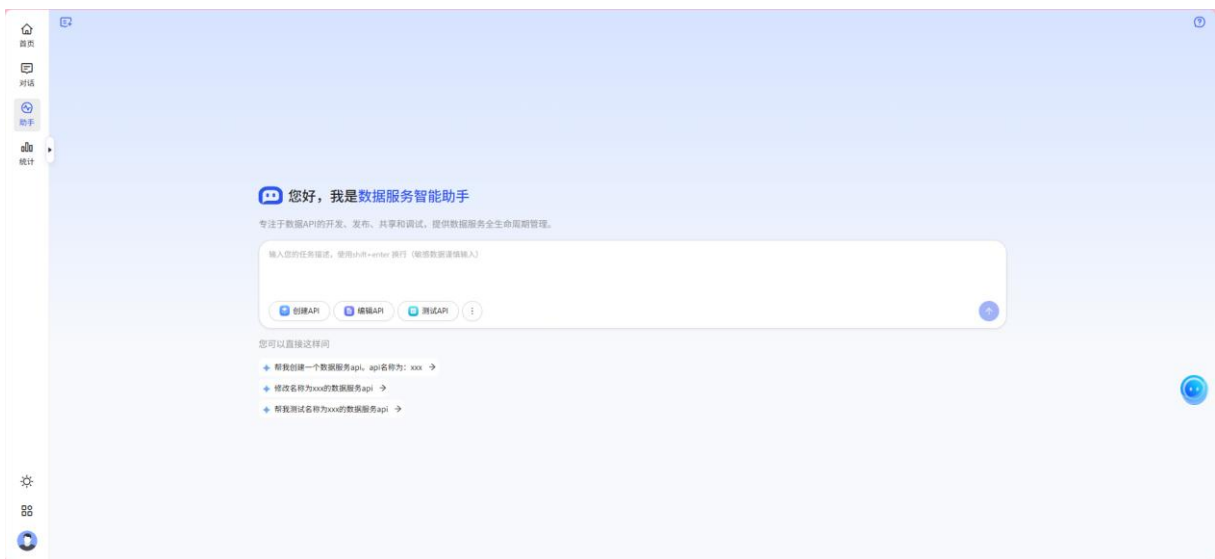 首页
对话
助手
统计
您好，我是数据服务智能助手
专注于数据API的开发、发布、共享和调试，提供数据服务全生命周期管理。
输入您的任务描述，使用shift+enter 换行（敏感数据谨慎输入）
创建API
编辑API
测试API
您可以直接这样问
帮我创建一个数据服务api，api名称为：xxx
修改名称为xxx的数据服务api
帮我测试名称为xxx的数据服务api